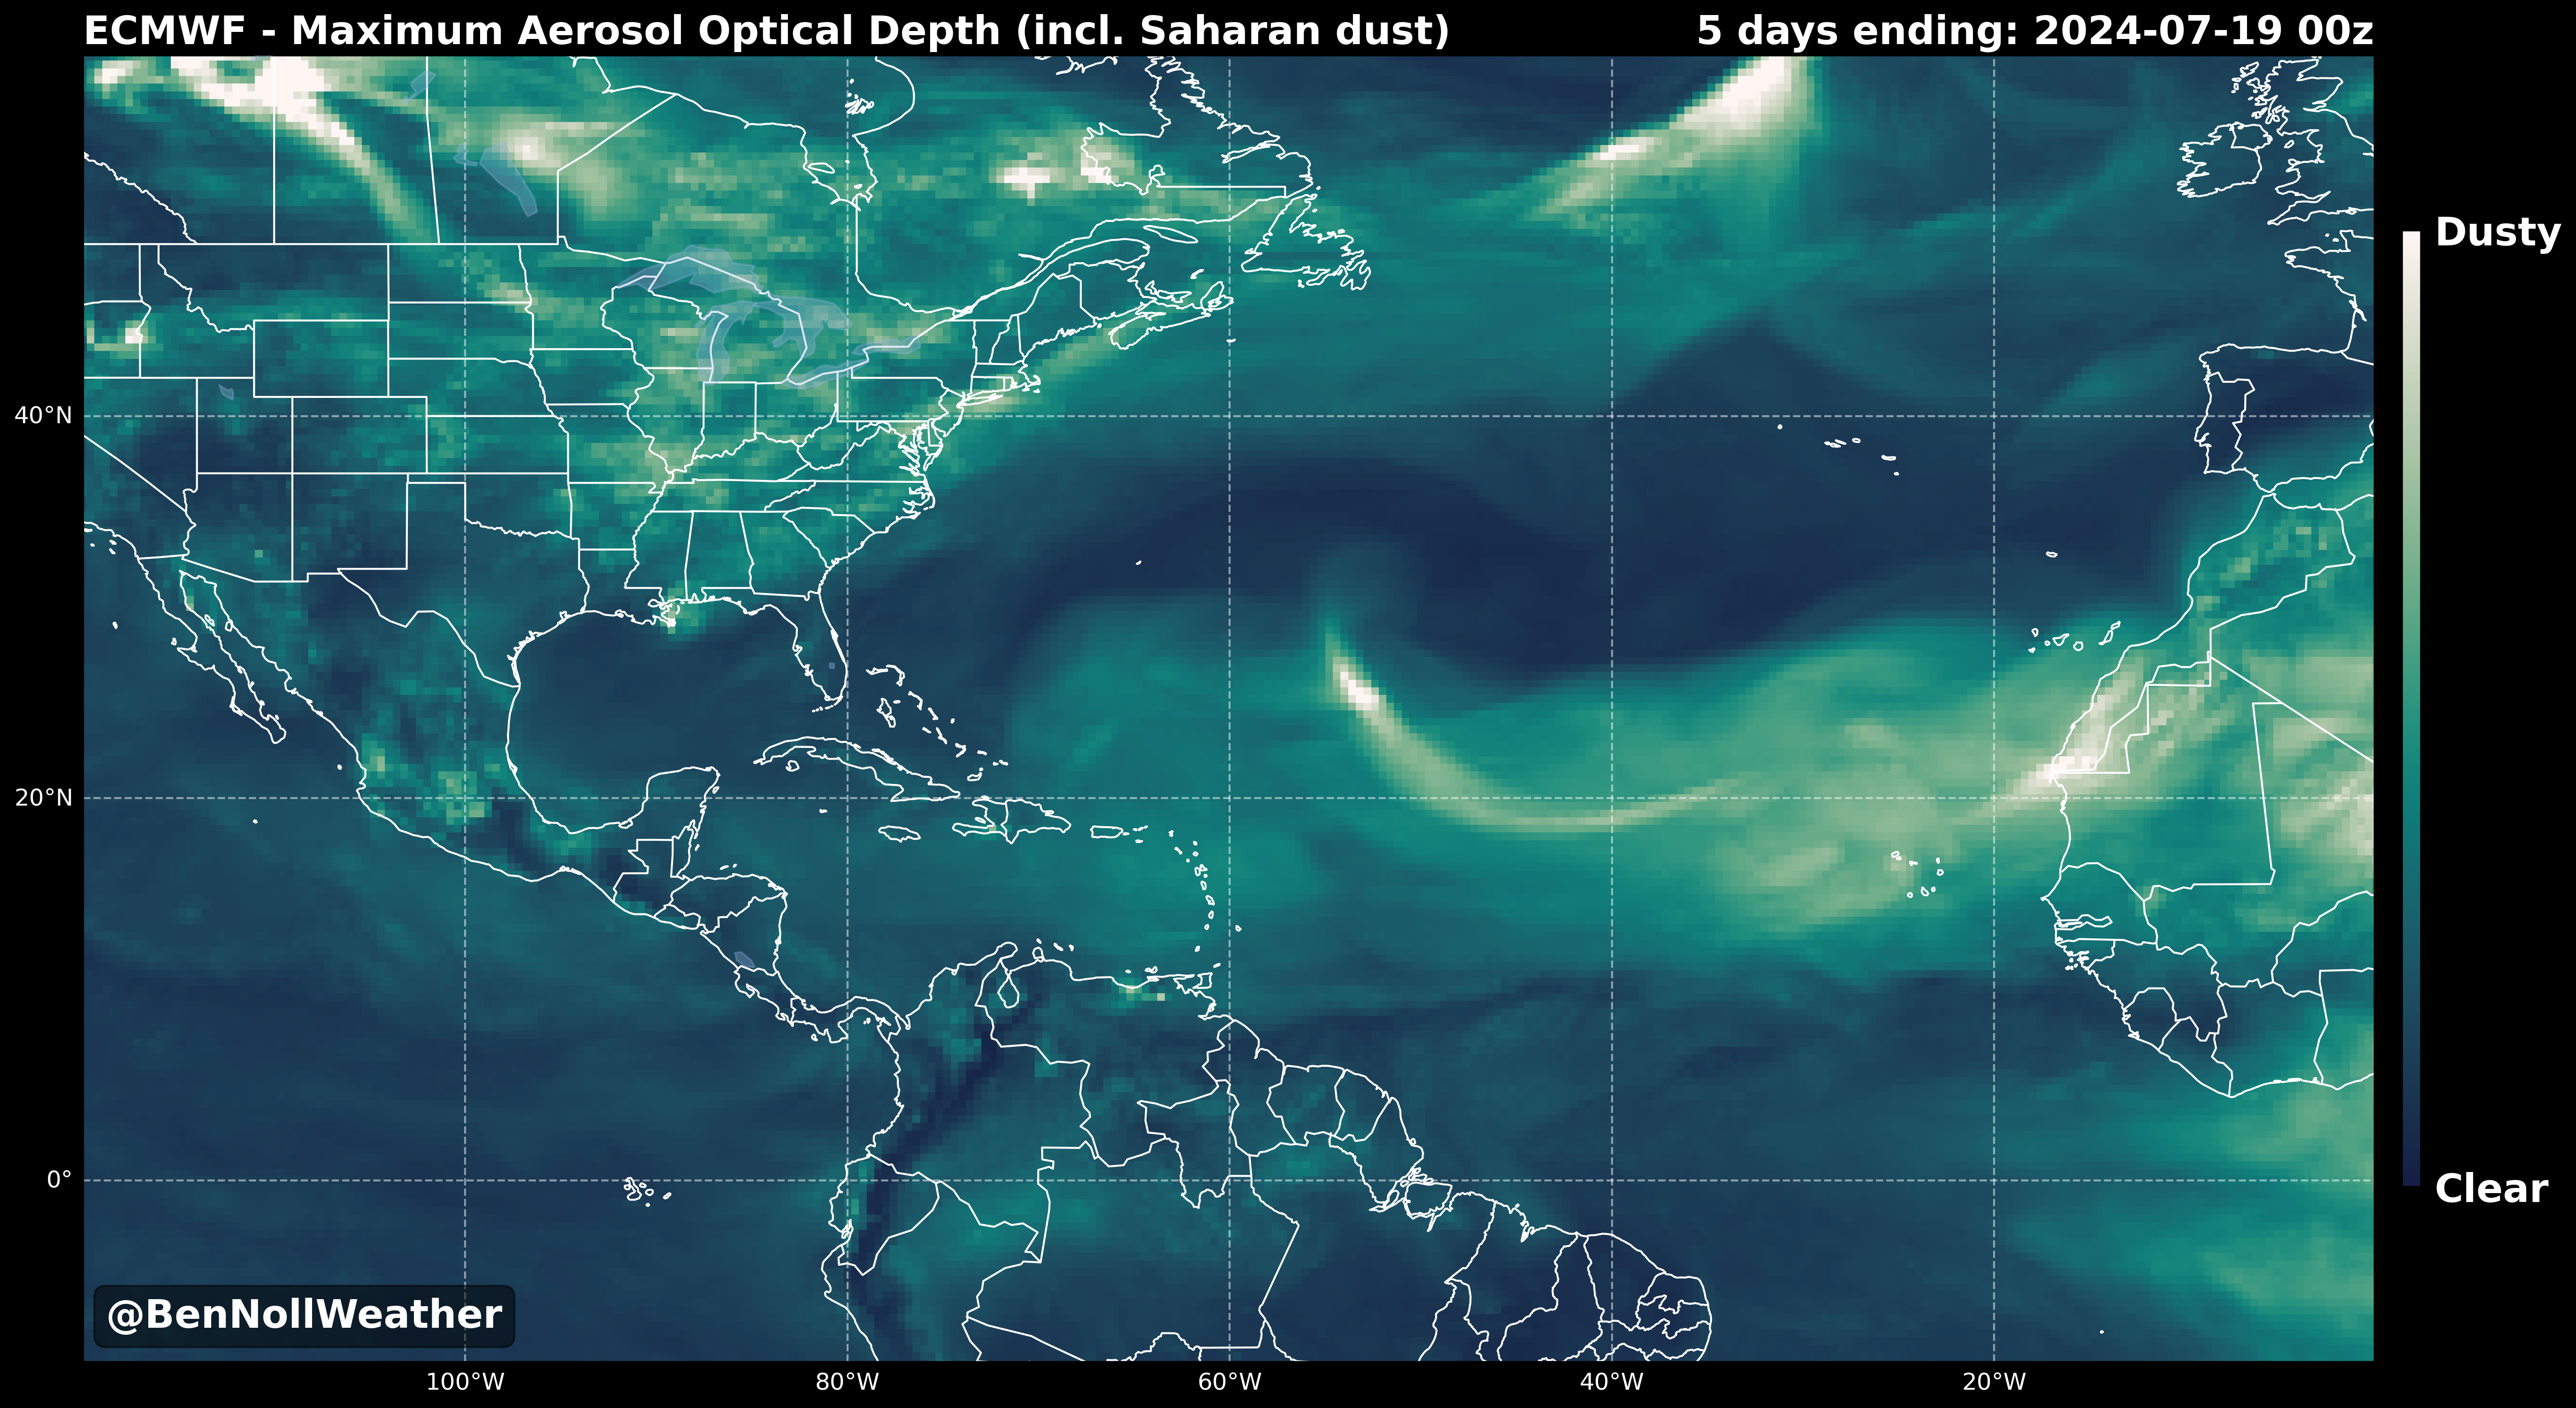 ECMWF - Maximum Aerosol Optical Depth (incl. Saharan dust) 5 days ending: 2024-07-19 00z
Dusty
40°N
20°N
0°
Clear
@BenNollWeather
100°W 80°W 60°W 40°W 20°W